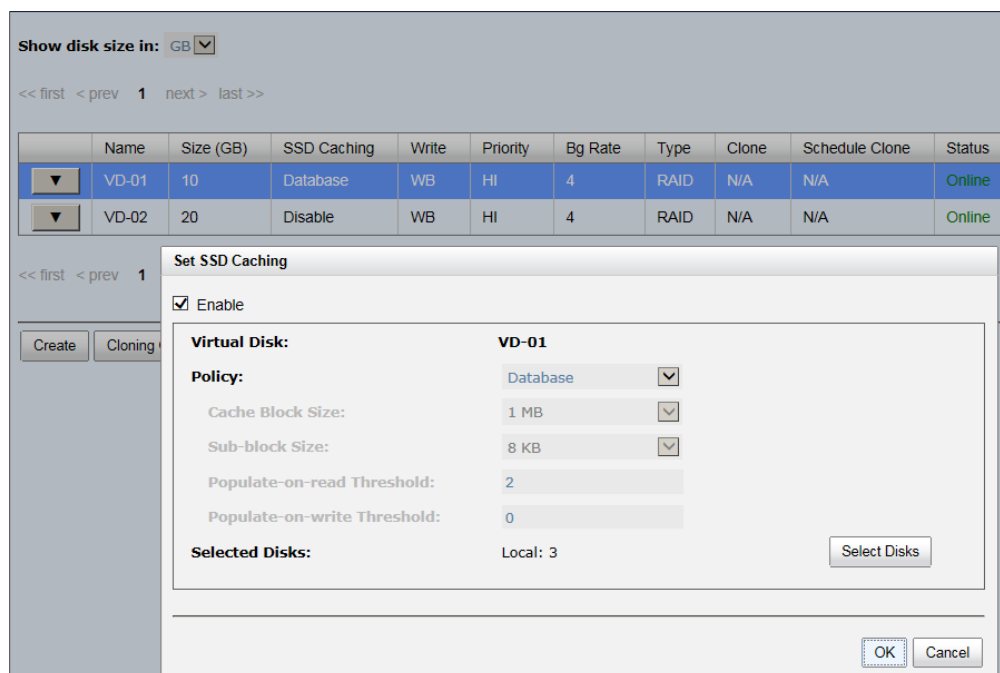 Show disk size in: GB
<< first < prev 1 next > last >>
Name Size (GB) SSD Caching Write Priority Bg Rate Type Clone Schedule Clone Status
VD-01 10 Database WB HI 4 RAID N/A N/A Online
VD-02 20 Disable WB HI 4 RAID N/A N/A Online
<< first < prev 1
Create Cloning
Set SSD Caching
Enable
Virtual Disk: VD-01
Policy: Database
Cache Block Size: 1 MB
Sub-block Size: 8 KB
Populate-on-read Threshold: 2
Populate-on-write Threshold: 0
Selected Disks: Local: 3 Select Disks
OK Cancel